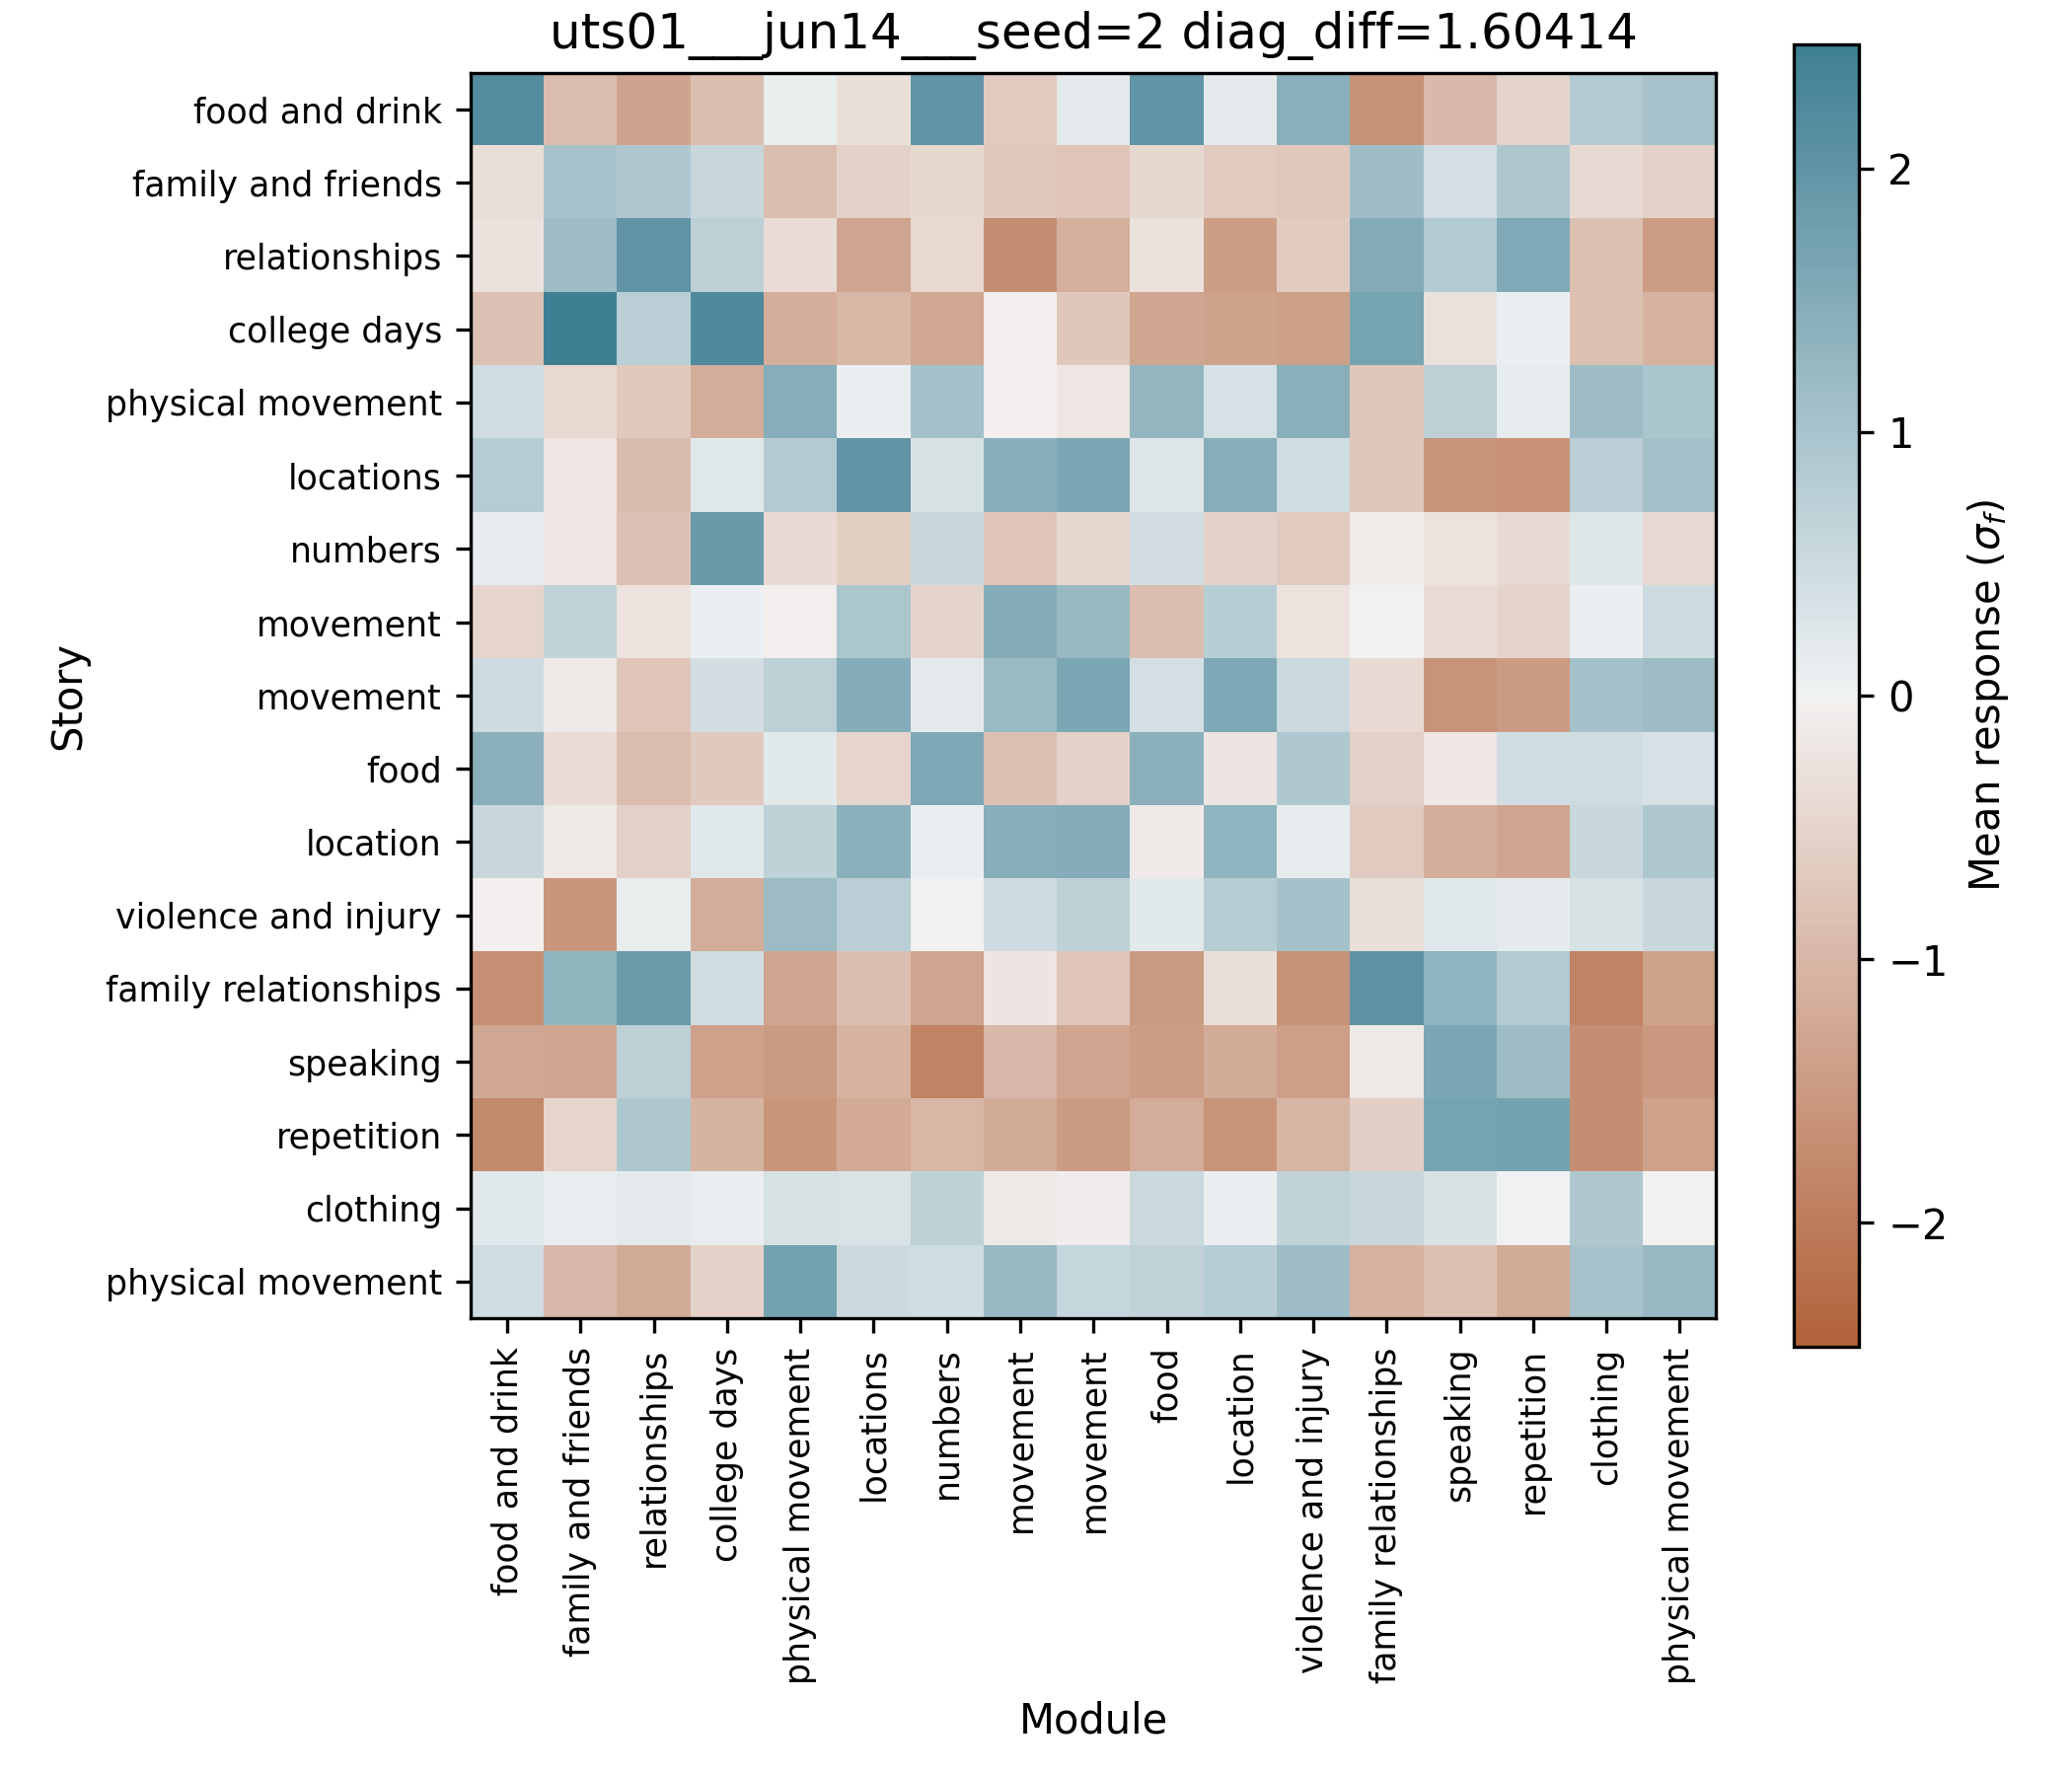 uts01___jun14___seed=2 diag_diff=1.60414
food and drink
family and friends
relationships
college days
physical movement
locations
numbers
movement
movement
food
location
violence and injury
family relationships
speaking
repetition
clothing
physical movement
Story
food and drink
family and friends
relationships
college days
physical movement
locations
numbers
movement
movement
food
location
violence and injury
family relationships
speaking
repetition
clothing
physical movement
Module
2
1
0
−1
−2
Mean response (σf)